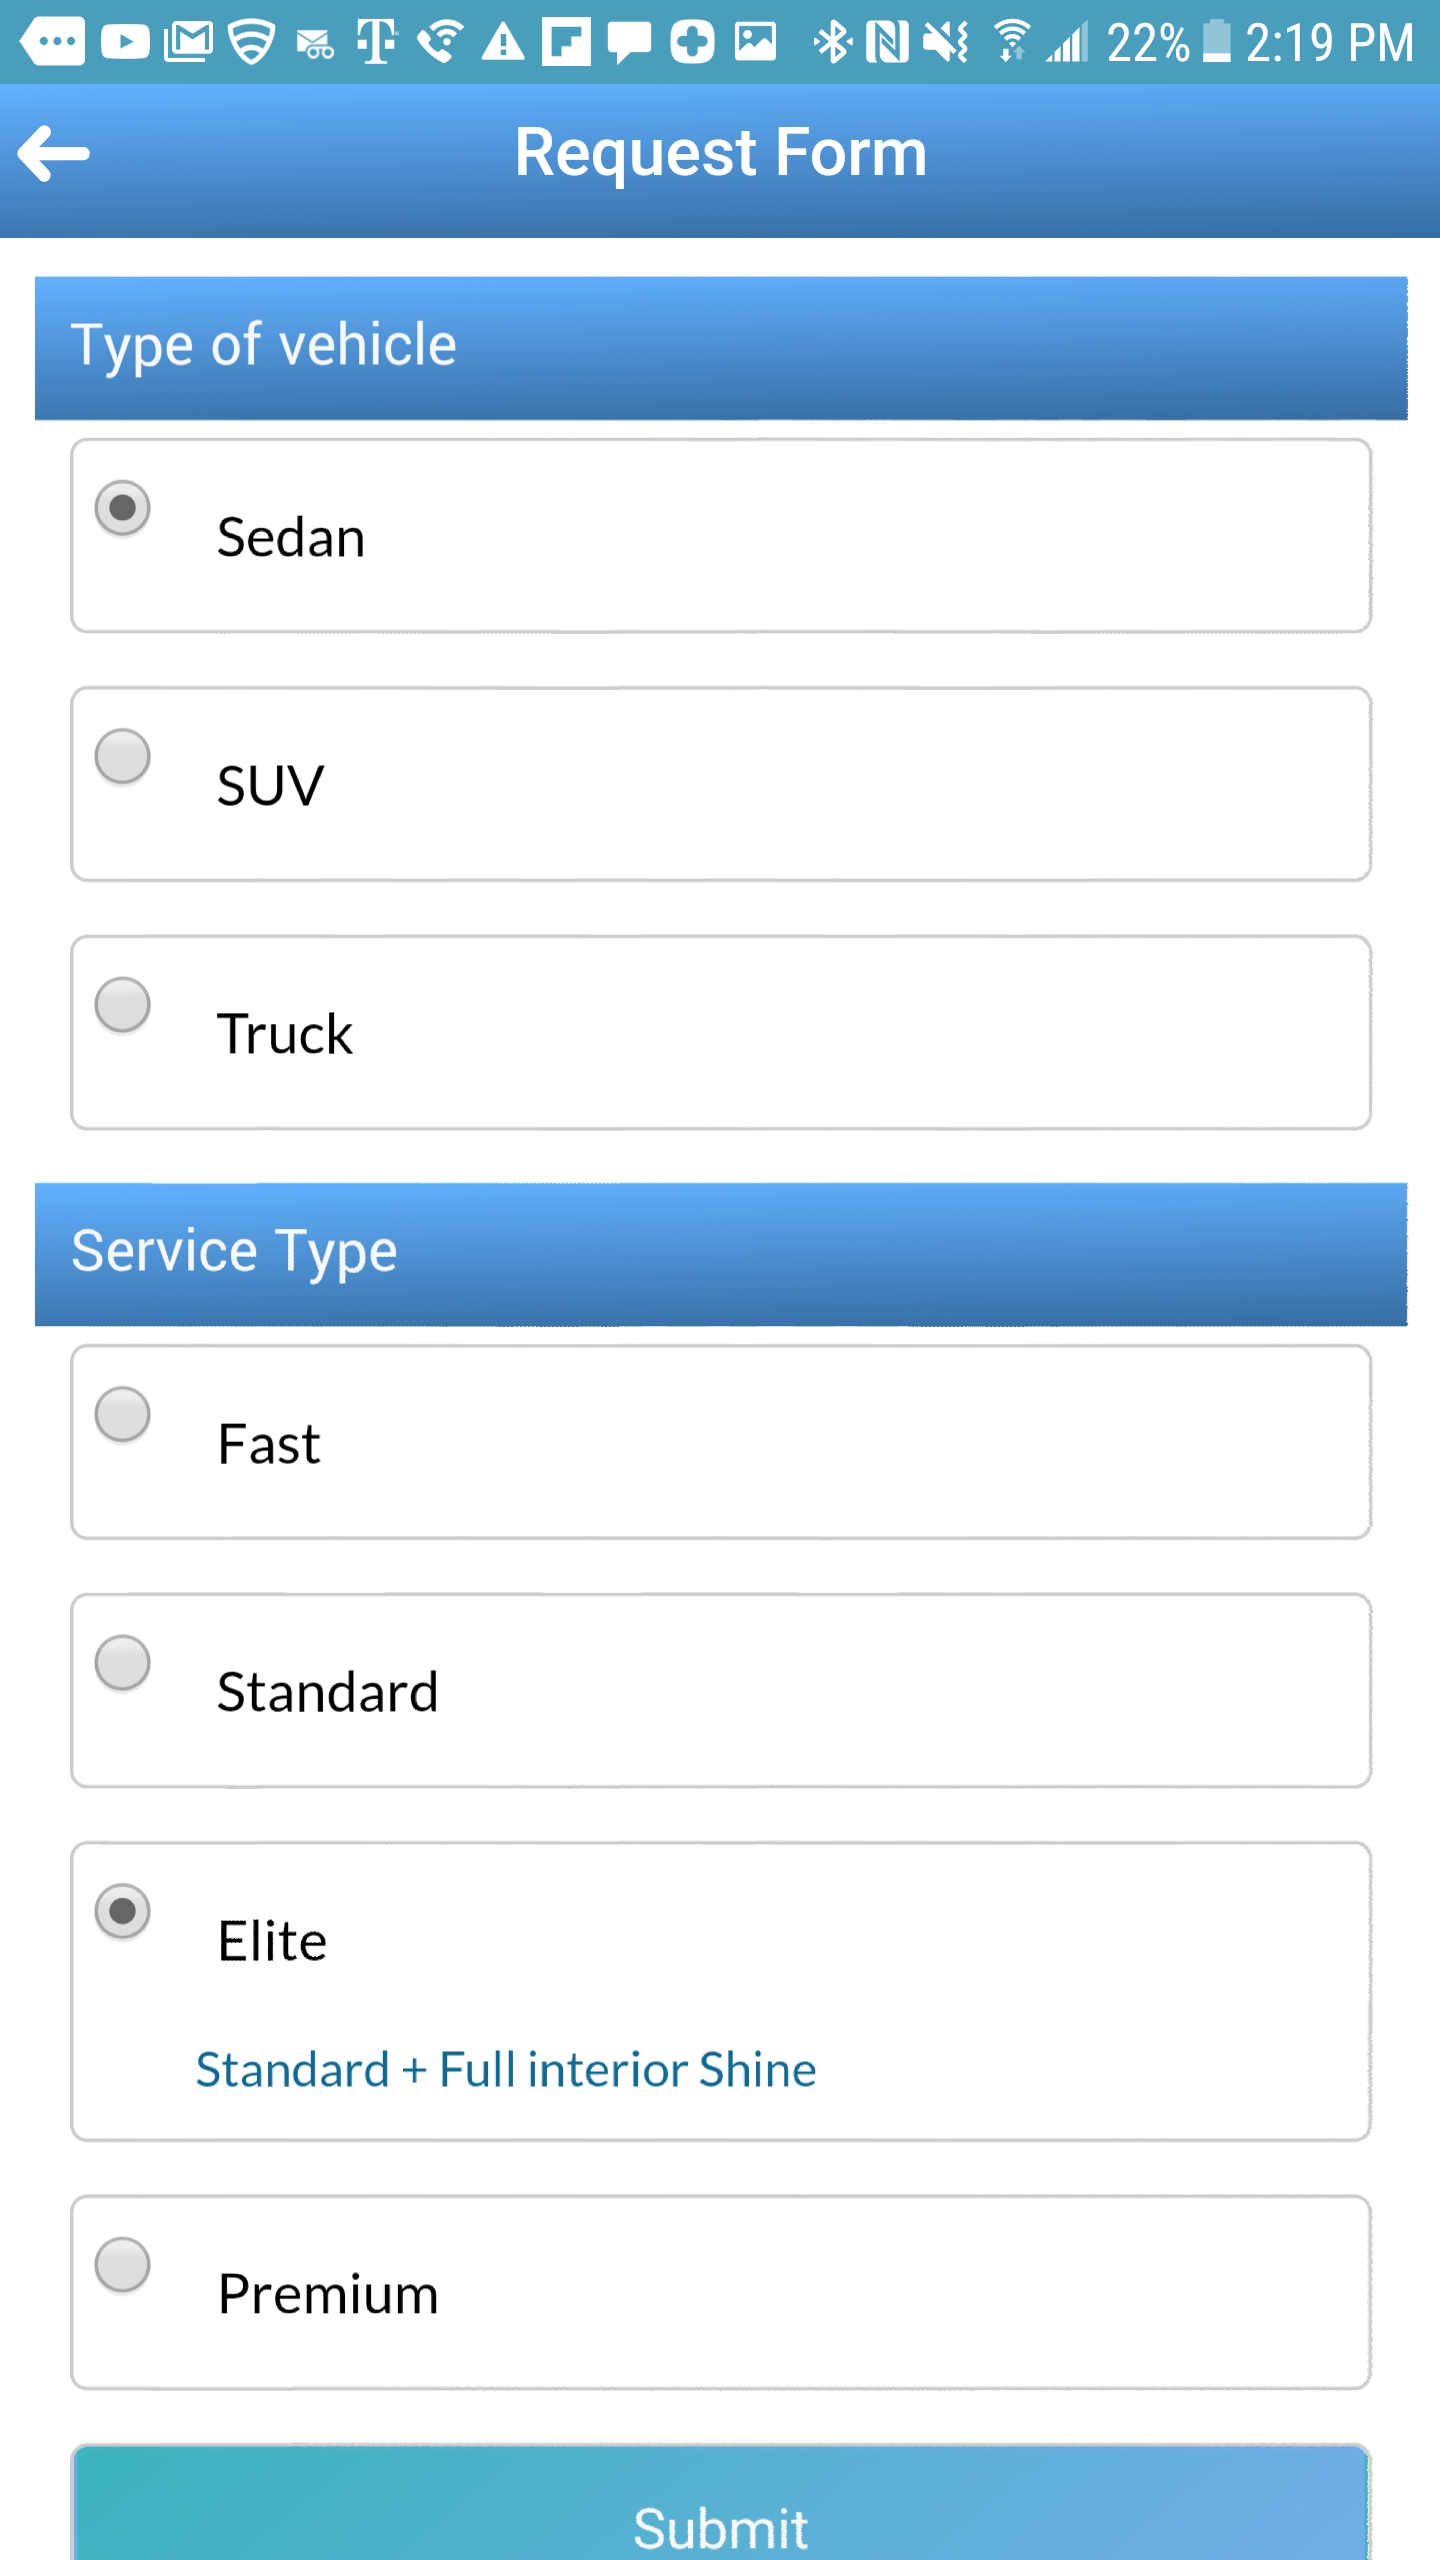 22% 2:19 PM
Request Form
Type of vehicle
Sedan
SUV
Truck
Service Type
Fast
Standard
Elite
Standard + Full interior Shine
Premium
Submit